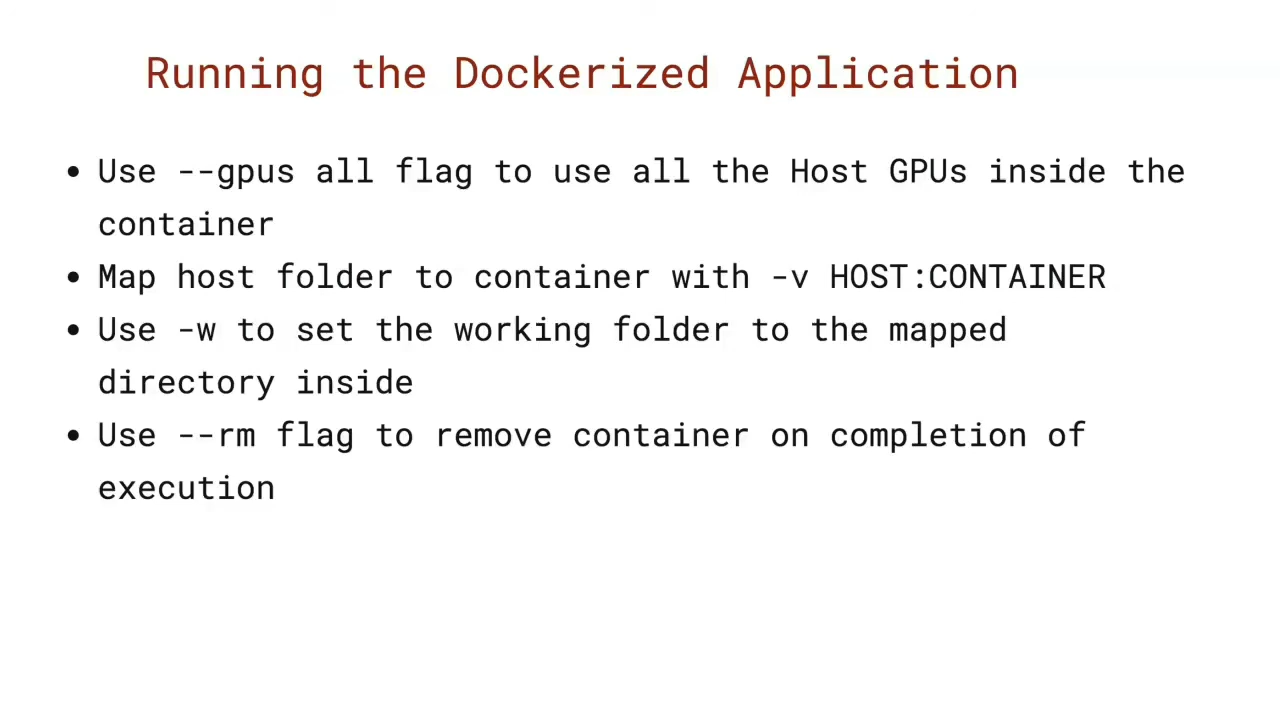 Running the Dockerized Application
• Use --gpus all flag to use all the Host GPUs inside the
container
• Map host folder to container with -v HOST:CONTAINER
• Use -w to set the working folder to the mapped
directory inside
• Use --rm flag to remove container on completion of
execution